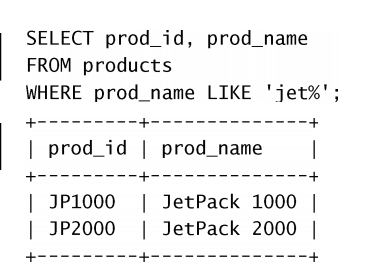 SELECT prod_id, prod_name
FROM products
WHERE prod_name LIKE 'jet%';
+---------+--------------+
| prod_id | prod_name    |
+---------+--------------+
| JP1000  | JetPack 1000 |
| JP2000  | JetPack 2000 |
+---------+--------------+